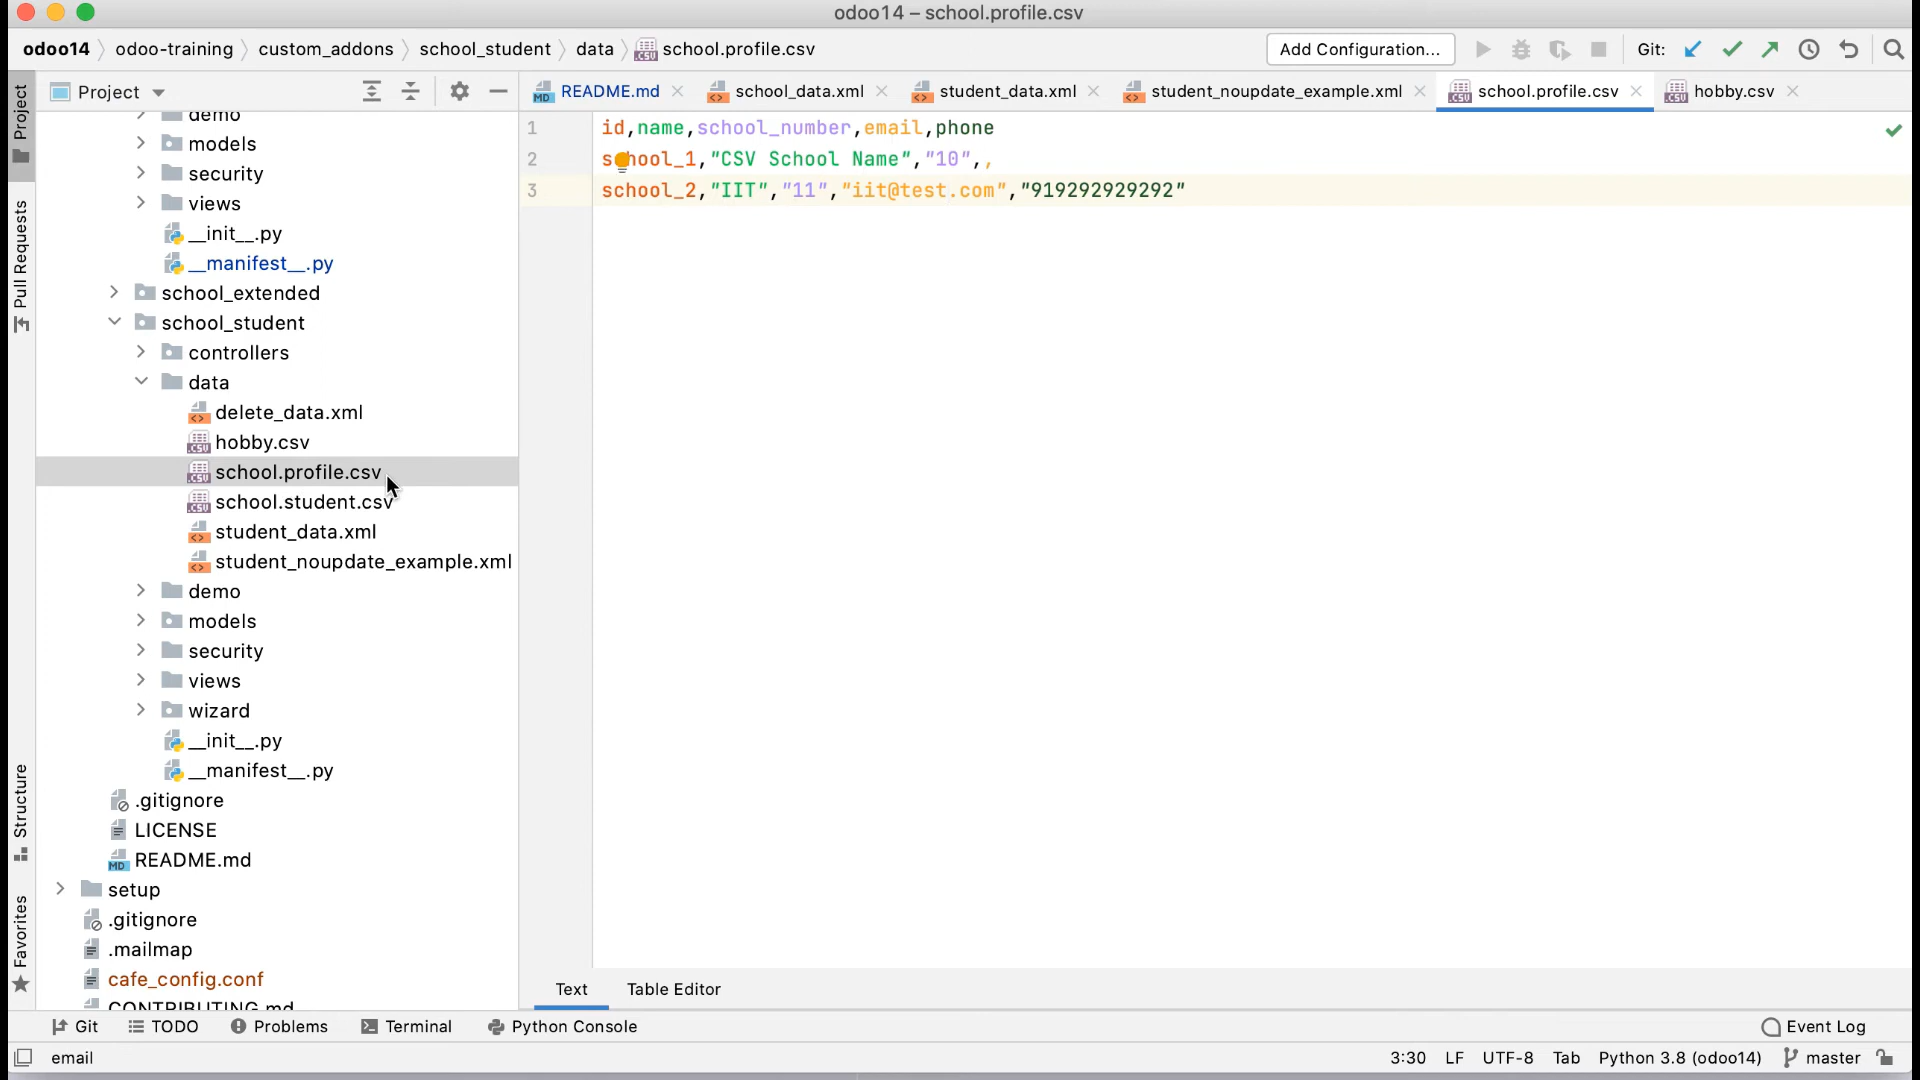 odoo14 – school.profile.csv
odoo14 odoo-training custom_addons school_student data school.profile.csv
Add Configuration...
Git:
Project
README.md
school_data.xml
student_data.xml
student_noupdate_example.xml
school.profile.csv
hobby.csv
Project
Pull Requests
Structure
Favorites
demo
models
security
views
__init__.py
__manifest__.py
school_extended
school_student
controllers
data
delete_data.xml
hobby.csv
school.profile.csv
school.student.csv
student_data.xml
student_noupdate_example.xml
demo
models
security
views
wizard
__init__.py
__manifest__.py
.gitignore
LICENSE
README.md
setup
.gitignore
.mailmap
cafe_config.conf
CONTRIBUTING.md
1 id,name,school_number,email,phone
2 school_1,"CSV School Name","10",,
3 school_2,"IIT","11","iit@test.com","919292929292"
Text Table Editor
Git TODO Problems Terminal Python Console Event Log
email 3:30 LF UTF-8 Tab Python 3.8 (odoo14) master